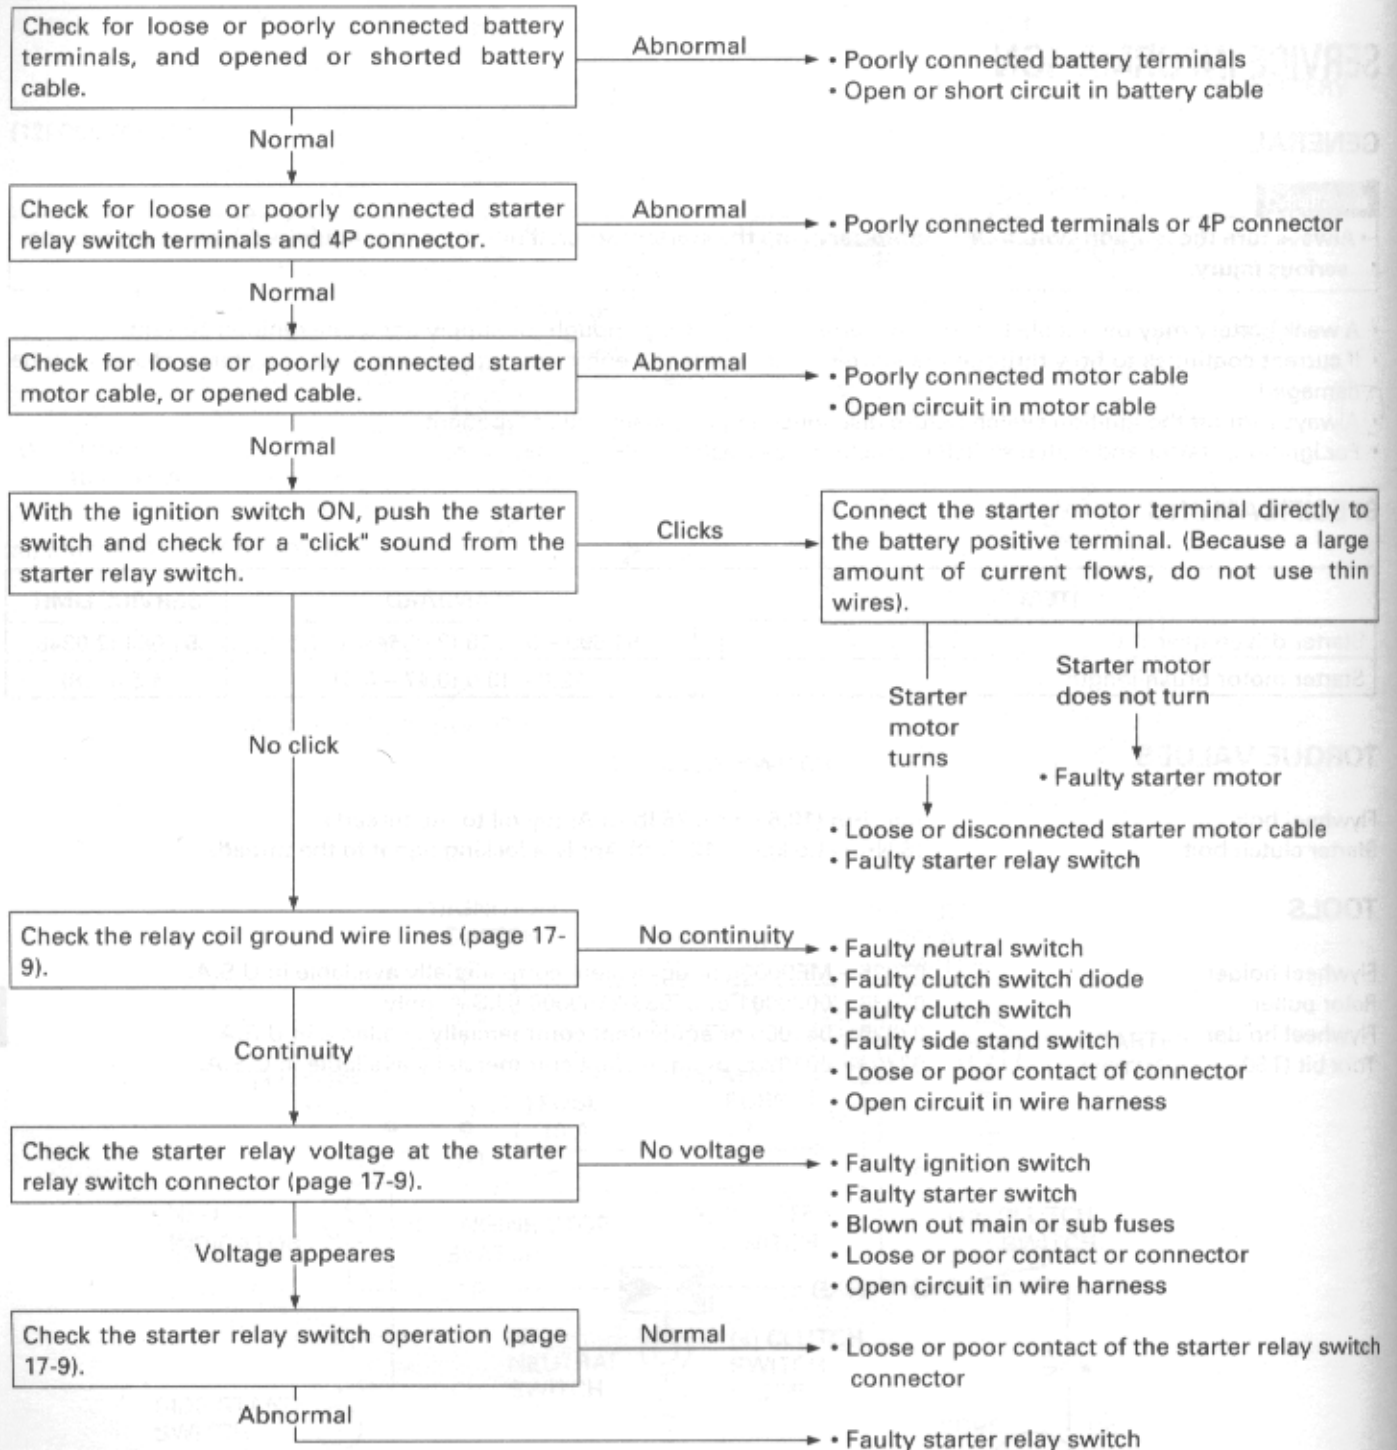 Check for loose or poorly connected battery
terminals, and opened or shorted battery
cable.
Abnormal
• Poorly connected battery terminals
• Open or short circuit in battery cable
Normal
Check for loose or poorly connected starter
relay switch terminals and 4P connector.
Abnormal
• Poorly connected terminals or 4P connector
Normal
Check for loose or poorly connected starter
motor cable, or opened cable.
Abnormal
• Poorly connected motor cable
• Open circuit in motor cable
Normal
With the ignition switch ON, push the starter
switch and check for a "click" sound from the
starter relay switch.
Clicks
Connect the starter motor terminal directly to
the battery positive terminal. (Because a large
amount of current flows, do not use thin
wires).
Starter
motor
turns
Starter motor
does not turn
• Faulty starter motor
• Loose or disconnected starter motor cable
• Faulty starter relay switch
No click
Check the relay coil ground wire lines (page 17-
9).
No continuity
• Faulty neutral switch
• Faulty clutch switch diode
• Faulty clutch switch
• Faulty side stand switch
• Loose or poor contact of connector
• Open circuit in wire harness
Continuity
Check the starter relay voltage at the starter
relay switch connector (page 17-9).
No voltage
• Faulty ignition switch
• Faulty starter switch
• Blown out main or sub fuses
• Loose or poor contact or connector
• Open circuit in wire harness
Voltage appeares
Check the starter relay switch operation (page
17-9).
Normal
• Loose or poor contact of the starter relay switch
connector
Abnormal
• Faulty starter relay switch
SERVICE INFORMATION
GENERAL
TORQUE VALUES
TOOLS